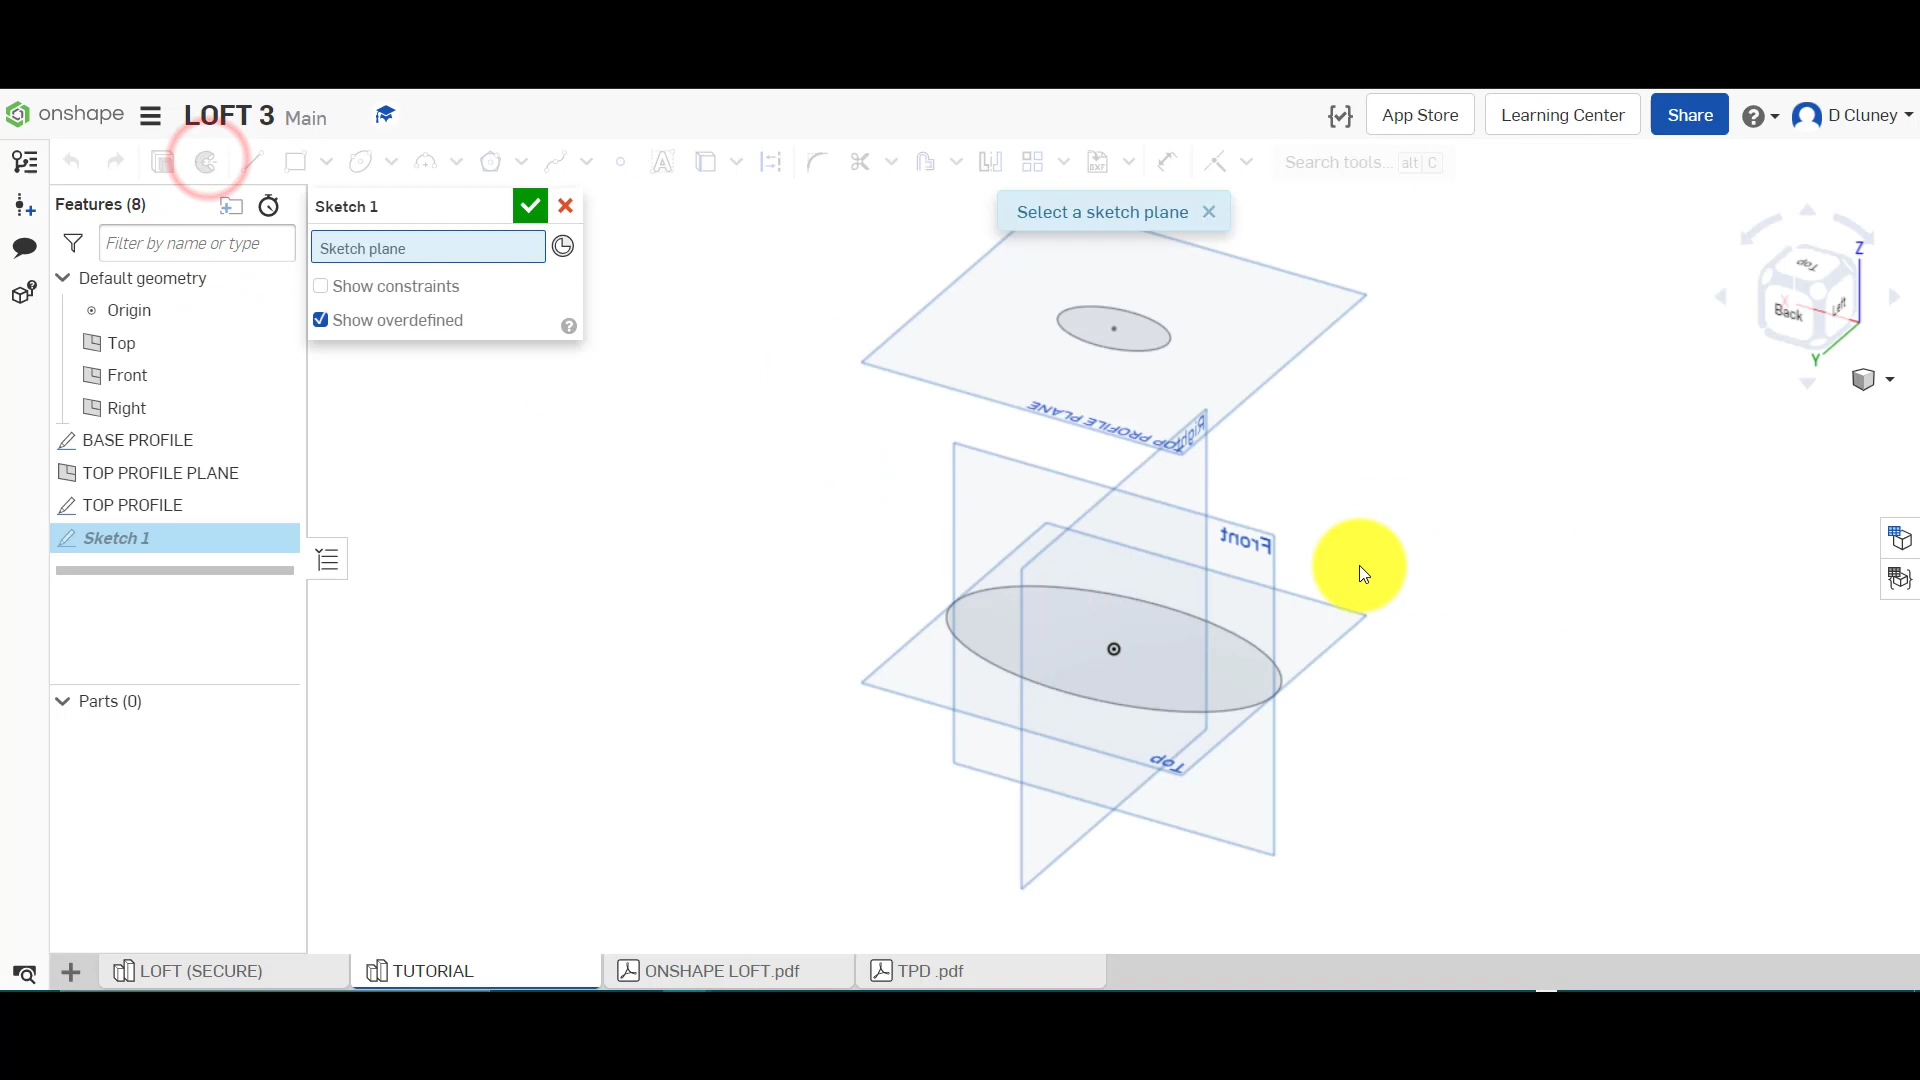 onshape LOFT 3 Main App Store Learning Center Share D Cluney
Search tools... alt C
Features (8)
Filter by name or type
Default geometry
Origin
Top
Front
Right
BASE PROFILE
TOP PROFILE PLANE
TOP PROFILE
Sketch 1
Parts (0)
Sketch 1
Sketch plane
Show constraints
Show overdefined
Select a sketch plane
TOP PROFILE PLANE
Right
Front
Top
Top
Back
Left
X
Y
Z
LOFT (SECURE) TUTORIAL ONSHAPE LOFT.pdf TPD .pdf